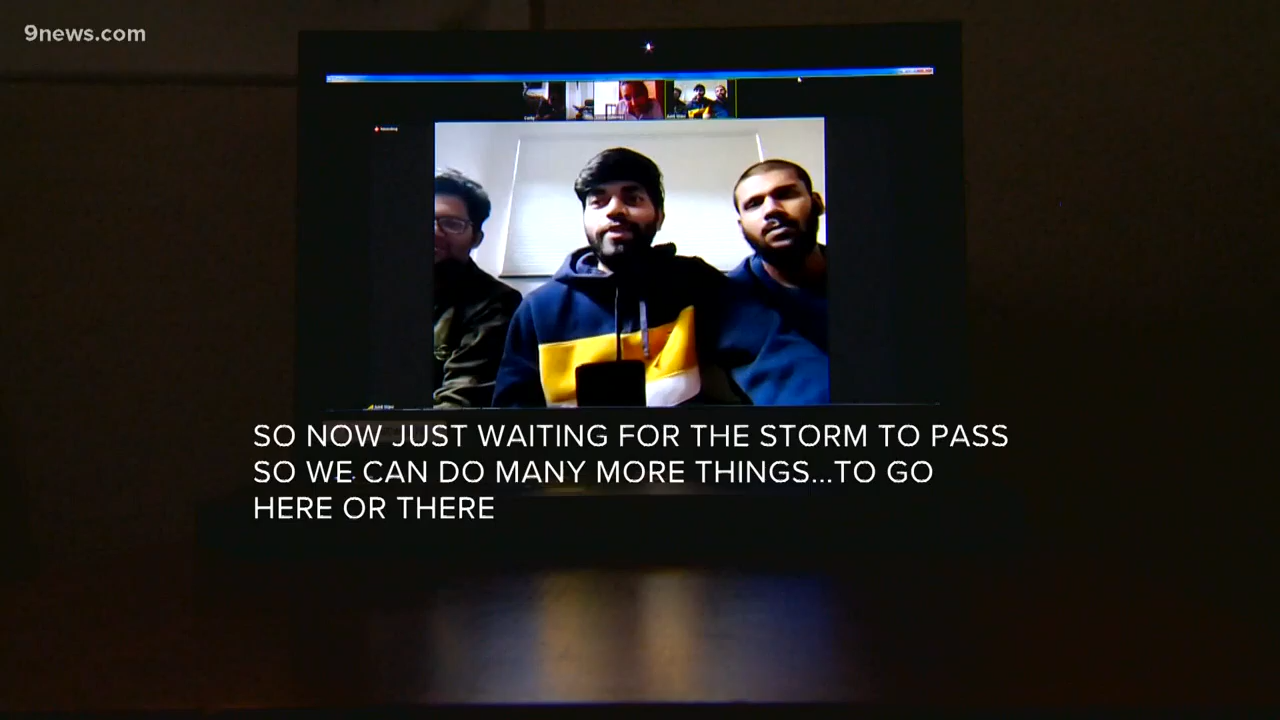 9news.com
Recording
SO NOW JUST WAITING FOR THE STORM TO PASS
SO WE CAN DO MANY MORE THINGS...TO GO
HERE OR THERE